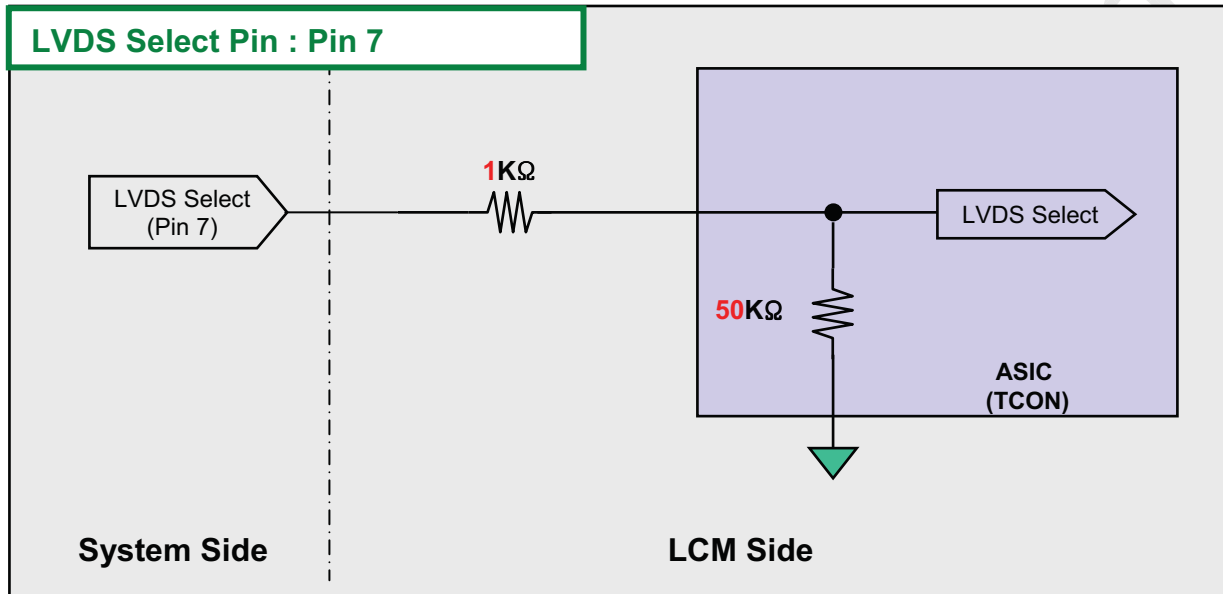 LVDS Select Pin : Pin 7
1KΩ
LVDS Select
(Pin 7)
LVDS Select
50KΩ
ASIC
(TCON)
System Side
LCM Side